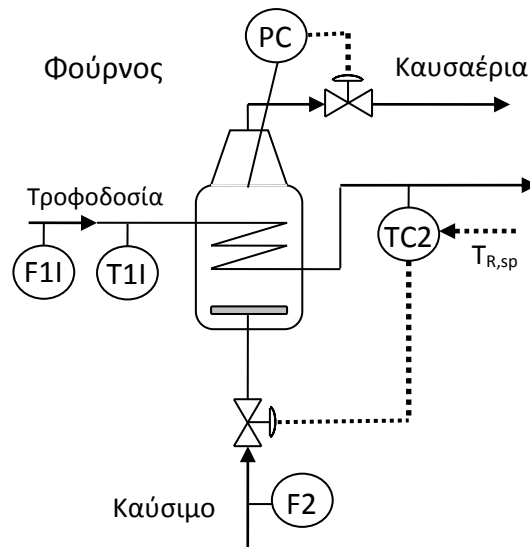 PC
Φούρνος
Καυσαέρια
Τροφοδοσία
F1I
T1I
TC2
T_R,sp
Καύσιμο
F2